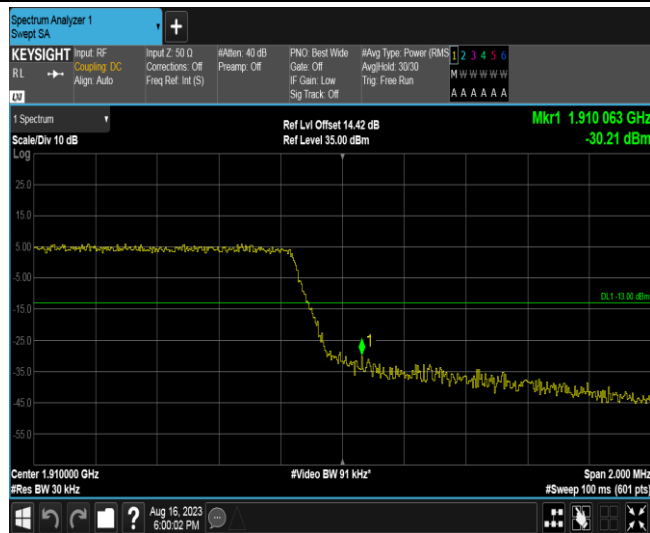 Spectrum Analyzer 1
Swept SA
+
KEYSIGHT
RL
Input: RF
Coupling: DC
Align: Auto
Input Z: 50 Ω
Corrections: Off
Freq Ref: Int (S)
#Atten: 40 dB
Preamp: Off
PNO: Best Wide
Gate: Off
IF Gain: Low
Sig Track: Off
#Avg Type: Power (RMS
Avg|Hold: 30/30
Trig: Free Run
1 2 3 4 5 6
M W W W W W
A A A A A A
1 Spectrum
Scale/Div 10 dB
Log
Ref Lvl Offset 14.42 dB
Ref Level 35.00 dBm
Mkr1 1.910 063 GHz
-30.21 dBm
25.0
15.0
5.00
-5.00
DL1 -13.00 dBm
-15.0
-25.0
1
-35.0
-45.0
-55.0
Center 1.910000 GHz
#Video BW 91 kHz*
Span 2.000 MHz
#Res BW 30 kHz
#Sweep 100 ms (601 pts)
?
Aug 16, 2023
6:00:02 PM